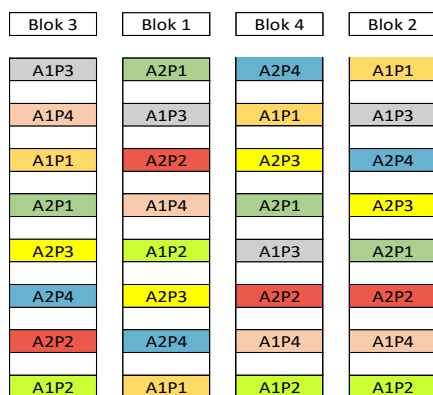 Blok 3 Blok 1 Blok 4 Blok 2
A1P3 A2P1 A2P4 A1P1
A1P4 A1P3 A1P1 A1P3
A1P1 A2P2 A2P3 A2P4
A2P1 A1P4 A2P1 A2P3
A2P3 A1P2 A1P3 A2P1
A2P4 A2P3 A2P2 A2P2
A2P2 A2P4 A1P4 A1P4
A1P2 A1P1 A1P2 A1P2